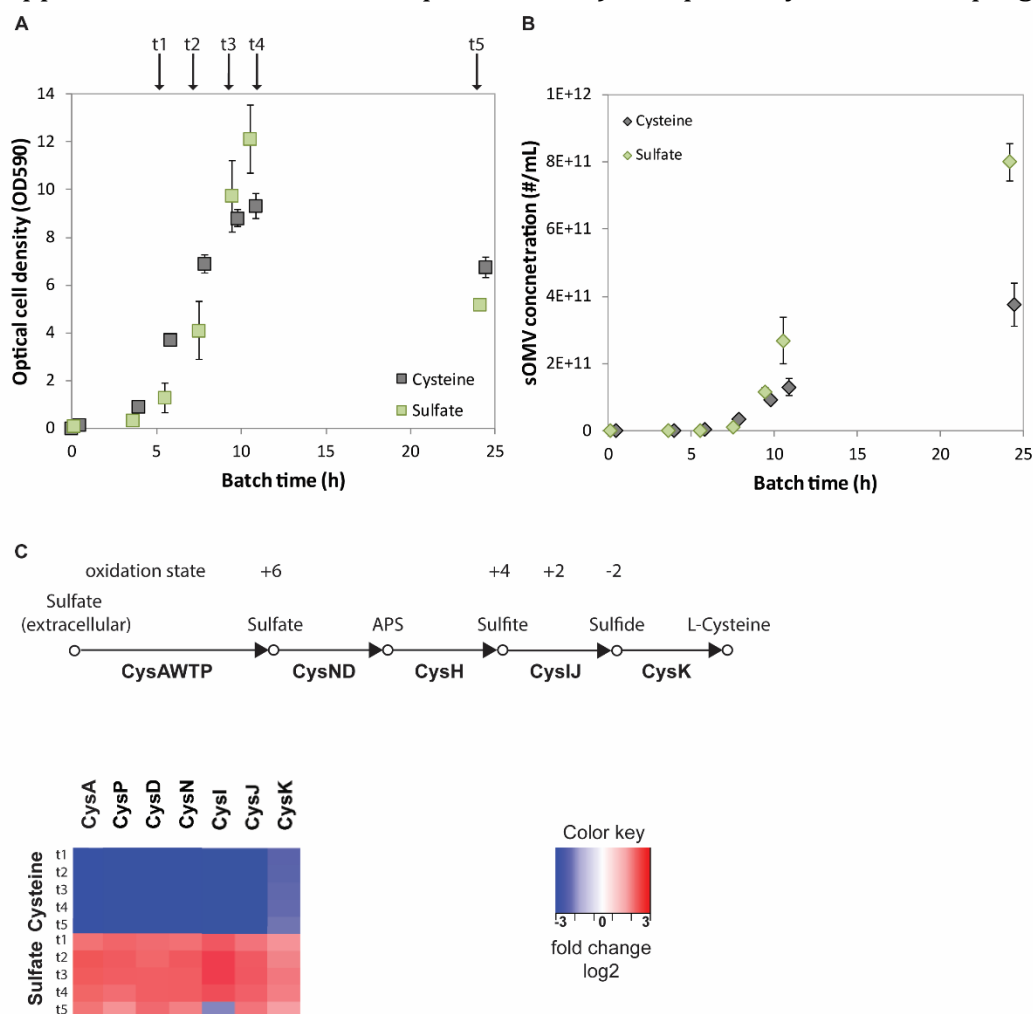 A
t1 t2 t3 t4 t5
14
12
10
8
6
4
2
0
0 5 10 15 20 25
Optical cell density (OD590)
Batch time (h)
Cysteine
Sulfate
B
1E+12
8E+11
6E+11
4E+11
2E+11
0
0 5 10 15 20 25
sOMV concnetration (#/mL)
Batch time (h)
Cysteine
Sulfate
C
oxidation state +6 +4 +2 -2
Sulfate
(extracellular)
Sulfate APS Sulfite Sulfide L-Cysteine
CysAWTP CysND CysH CysIJ CysK
CysA CysP CysD CysN CysI CysJ CysK
Cysteine
t1
t2
t3
t4
t5
Sulfate
t1
t2
t3
t4
t5
Color key
-3 0 3
fold change
log2